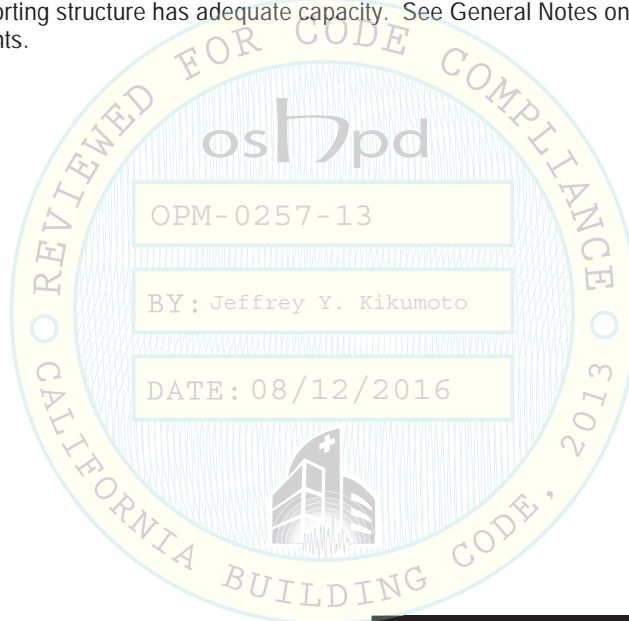 orting structure has adequate capacity. See General Notes on
nts.
REVIEWED FOR CODE COMPLIANCE
oshpd
OPM-0257-13
BY: Jeffrey Y. Kikumoto
DATE: 08/12/2016
CALIFORNIA BUILDING CODE, 2013